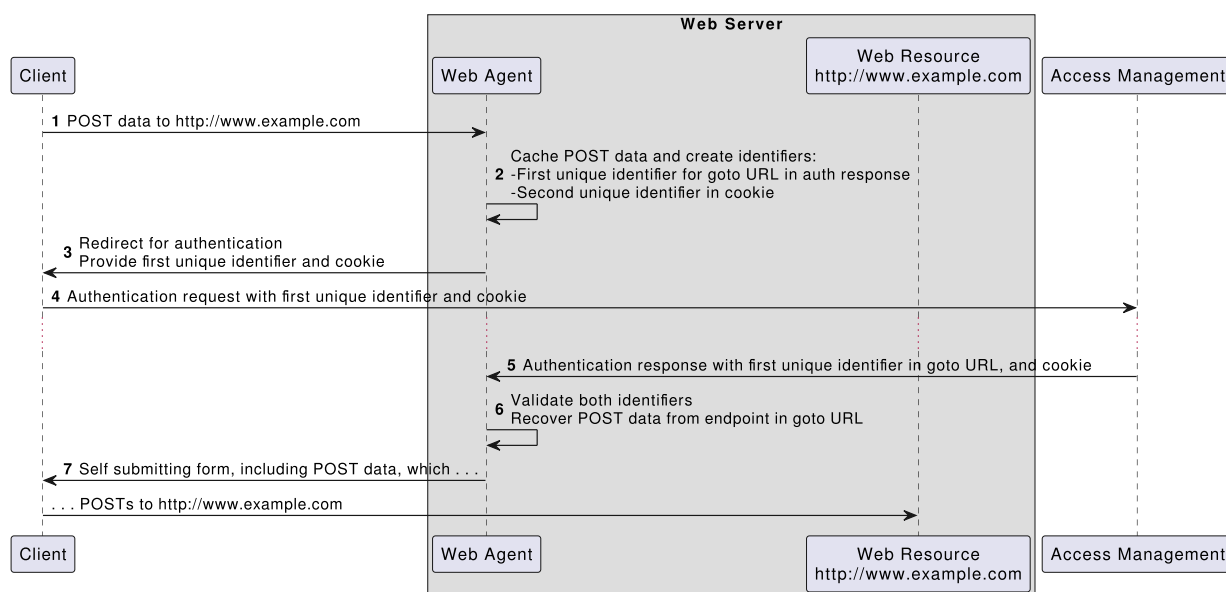 Web Server
Client
Web Agent
Web Resource
http://www.example.com
Access Management
1 POST data to http://www.example.com
Cache POST data and create identifiers:
2 -First unique identifier for goto URL in auth response
-Second unique identifier in cookie
3 Redirect for authentication
Provide first unique identifier and cookie
4 Authentication request with first unique identifier and cookie
5 Authentication response with first unique identifier in goto URL, and cookie
6 Validate both identifiers
Recover POST data from endpoint in goto URL
7 Self submitting form, including POST data, which . . .
. . . POSTs to http://www.example.com
Client
Web Agent
Web Resource
http://www.example.com
Access Management